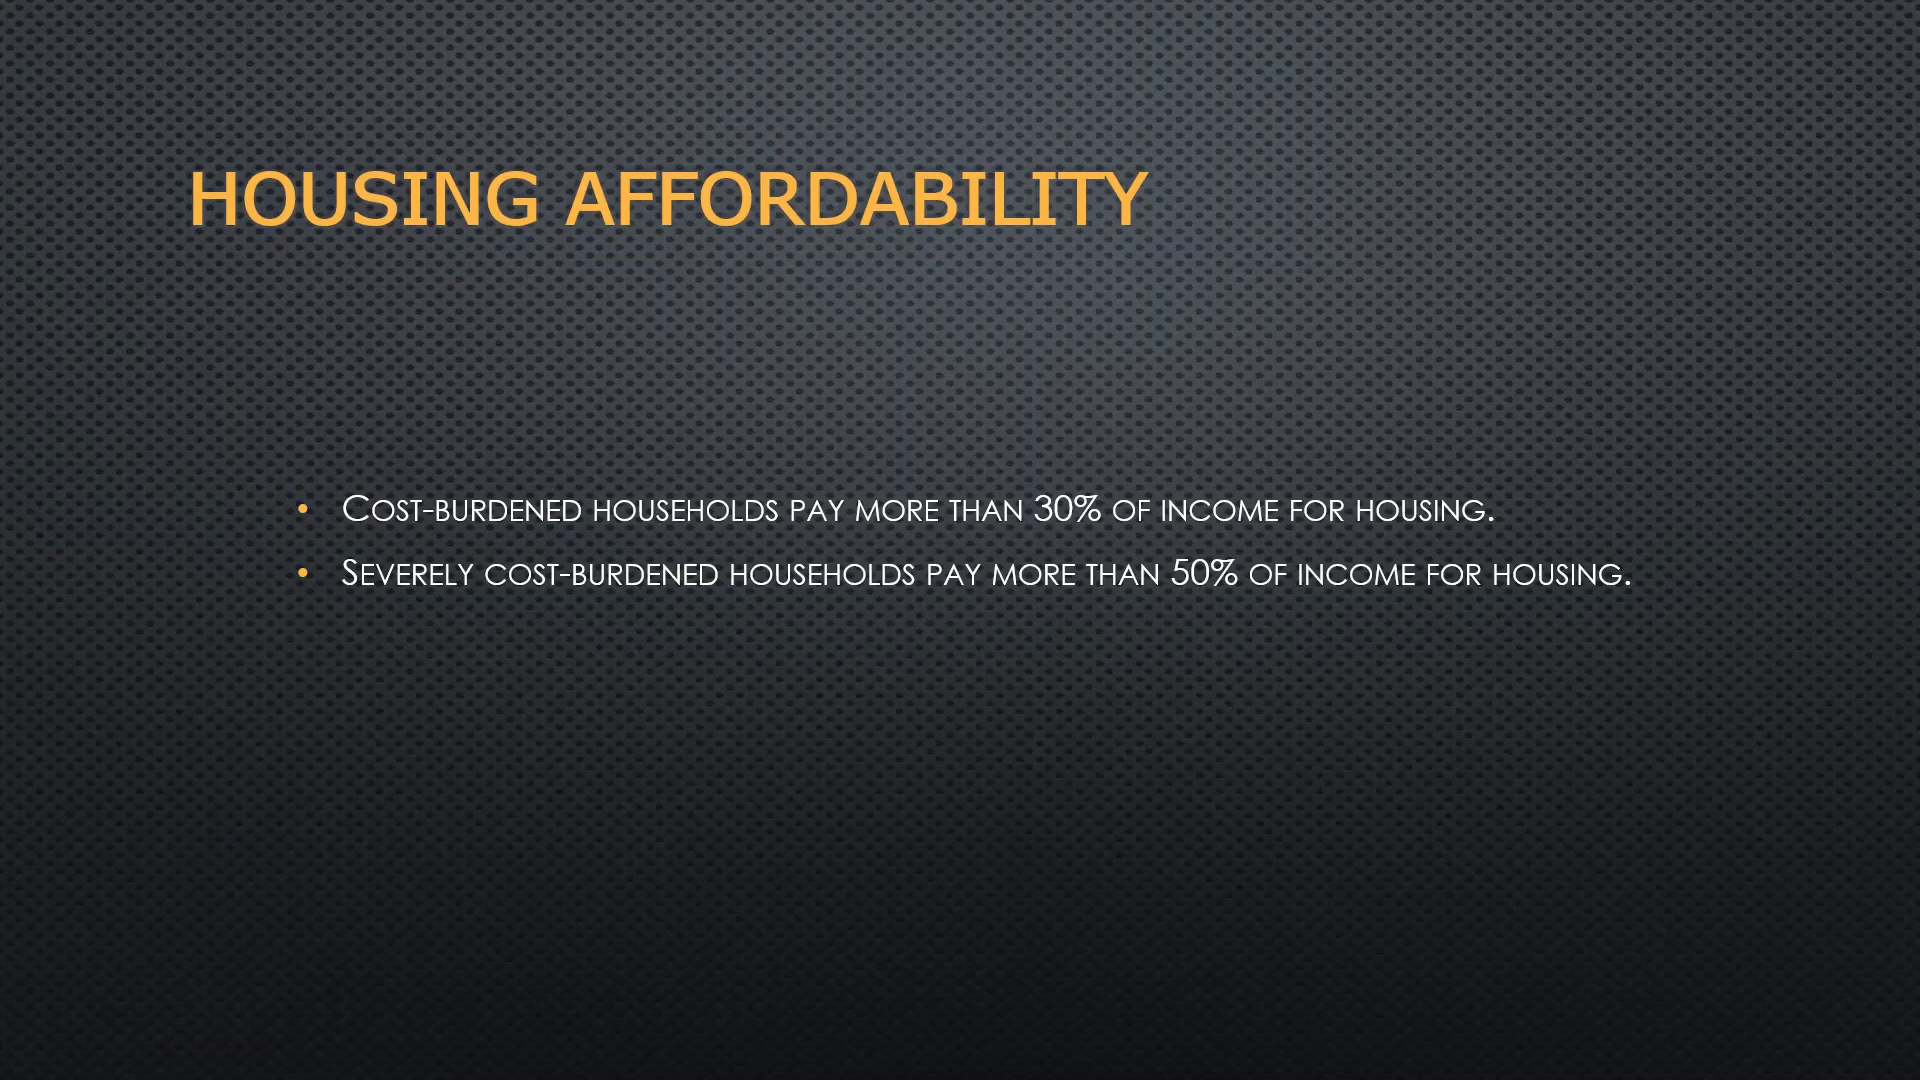 HOUSING AFFORDABILITY
• Cost-burdened households pay more than 30% of income for housing.
• Severely cost-burdened households pay more than 50% of income for housing.